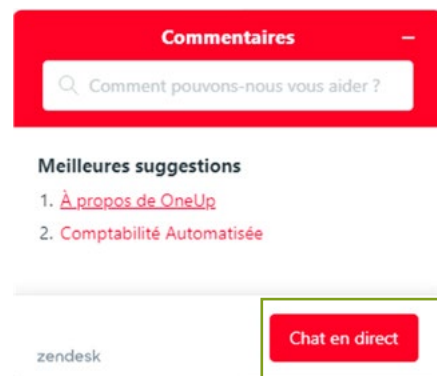 Commentaires
Comment pouvons-nous vous aider ?
Meilleures suggestions
1. À propos de OneUp
2. Comptabilité Automatisée
Chat en direct
zendesk